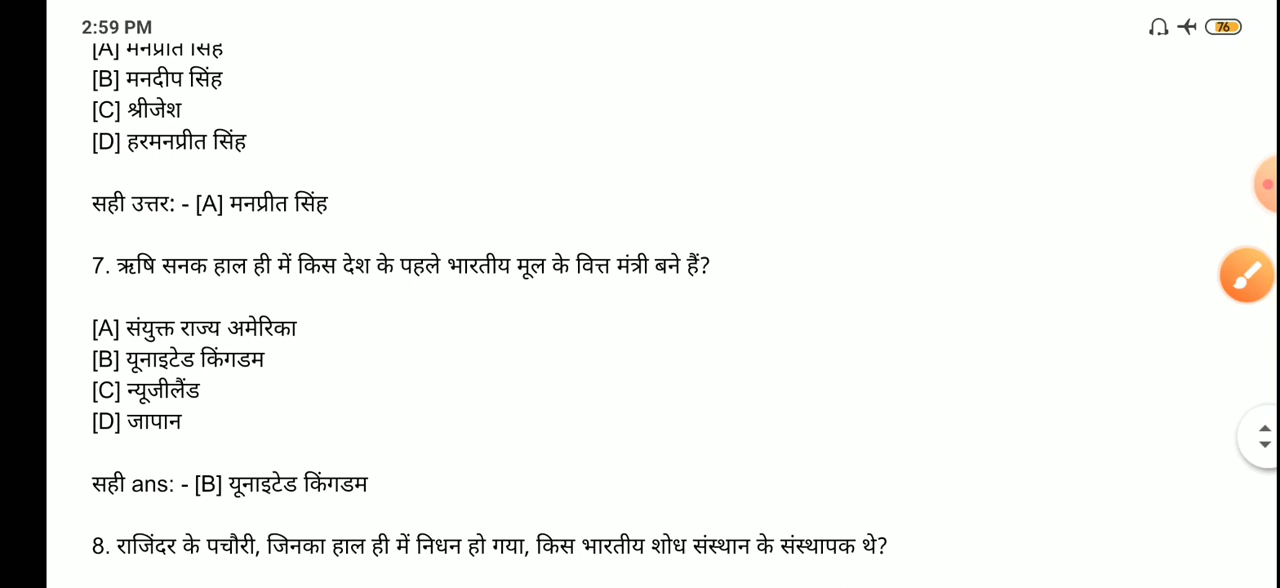 2:59 PM
76
[A] मनप्रीत सिंह
[B] मनदीप सिंह
[C] श्रीजेश
[D] हरमनप्रीत सिंह
सही उत्तर: - [A] मनप्रीत सिंह
7. ऋषि सनक हाल ही में किस देश के पहले भारतीय मूल के वित्त मंत्री बने हैं?
[A] संयुक्त राज्य अमेरिका
[B] यूनाइटेड किंगडम
[C] न्यूजीलैंड
[D] जापान
सही ans: - [B] यूनाइटेड किंगडम
8. राजिंदर के पचौरी, जिनका हाल ही में निधन हो गया, किस भारतीय शोध संस्थान के संस्थापक थे?